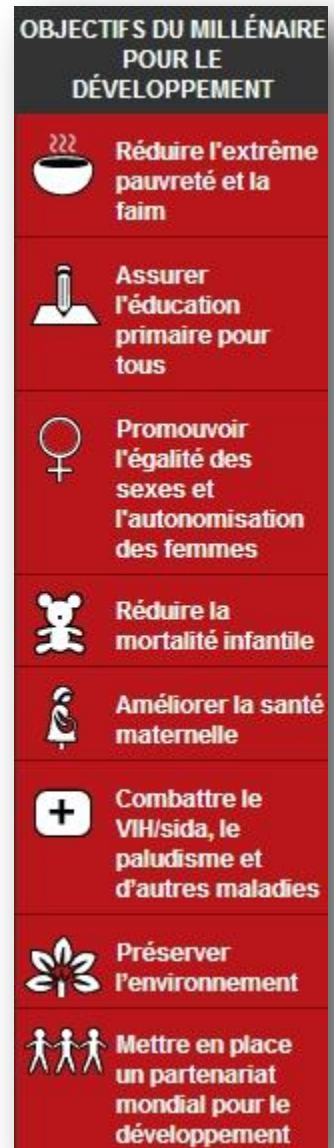 OBJECTIFS DU MILLÉNAIRE
POUR LE
DÉVELOPPEMENT
Réduire l'extrême
pauvreté et la
faim
Assurer
l'éducation
primaire pour
tous
Promouvoir
l'égalité des
sexes et
l'autonomisation
des femmes
Réduire la
mortalité infantile
Améliorer la santé
maternelle
Combattre le
VIH/sida, le
paludisme et
d'autres maladies
Préserver
l'environnement
Mettre en place
un partenariat
mondial pour le
développement